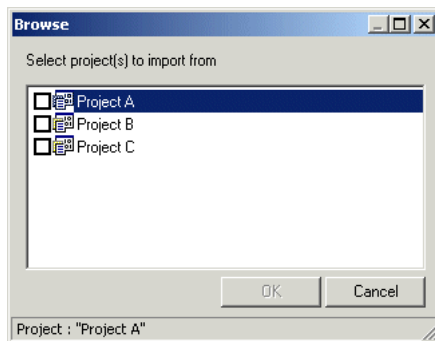 Browse
Select project(s) to import from
Project A
Project B
Project C
OK
Cancel
Project : "Project A"